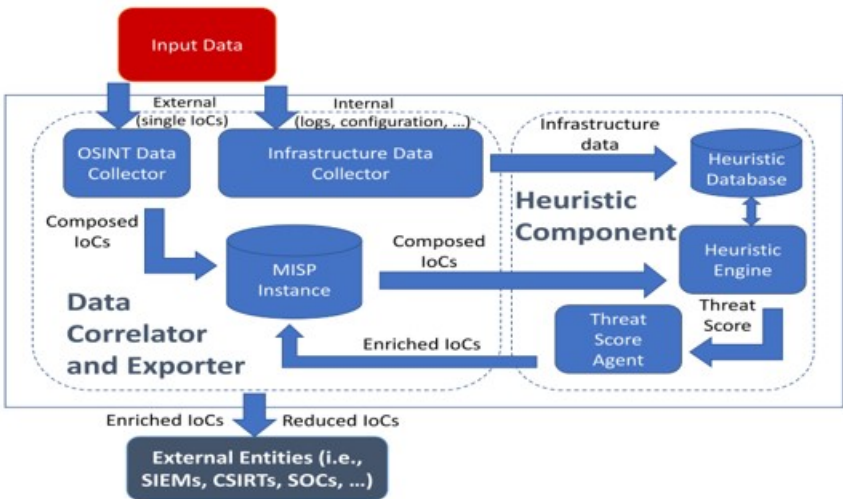 Input Data
External
(single IoCs)
Internal
(logs, configuration, ...)
OSINT Data
Collector
Infrastructure Data
Collector
Infrastructure
data
Heuristic
Database
Heuristic
Component
Composed
IoCs
MISP
Instance
Composed
IoCs
Heuristic
Engine
Data
Correlator
and Exporter
Enriched IoCs
Threat
Score
Agent
Threat
Score
Enriched IoCs
Reduced IoCs
External Entities (i.e.,
SIEMs, CSIRTs, SOCs, ...)